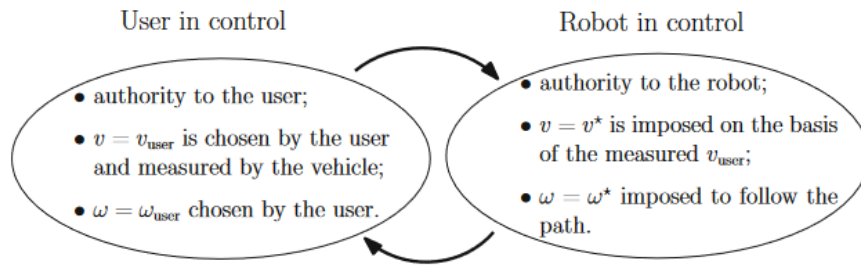 User in control
• authority to the user;
• v = v_user is chosen by the user
and measured by the vehicle;
• ω = ω_user chosen by the user.
Robot in control
• authority to the robot;
• v = v* is imposed on the basis
of the measured v_user;
• ω = ω* imposed to follow the
path.